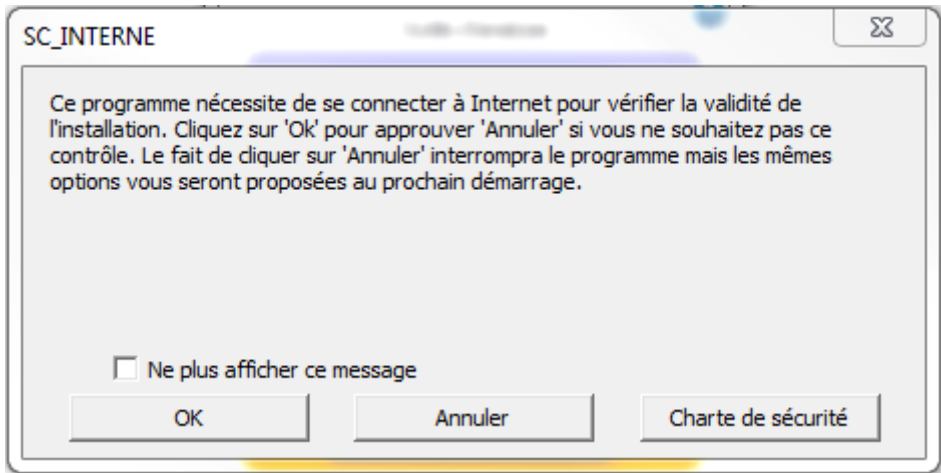 SC_INTERNE
Ce programme nécessite de se connecter à Internet pour vérifier la validité de
l'installation. Cliquez sur 'Ok' pour approuver 'Annuler' si vous ne souhaitez pas ce
contrôle. Le fait de cliquer sur 'Annuler' interrompra le programme mais les mêmes
options vous seront proposées au prochain démarrage.
Ne plus afficher ce message
OK
Annuler
Charte de sécurité